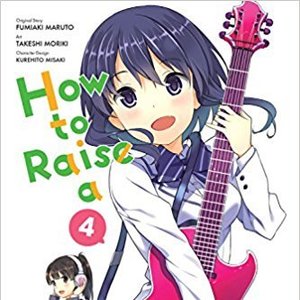 Original Story
FUMIAKI MARUTO
Art
TAKESHI MORIKI
Character Design
KUREHITO MISAKI
How
to
Raise
a
4